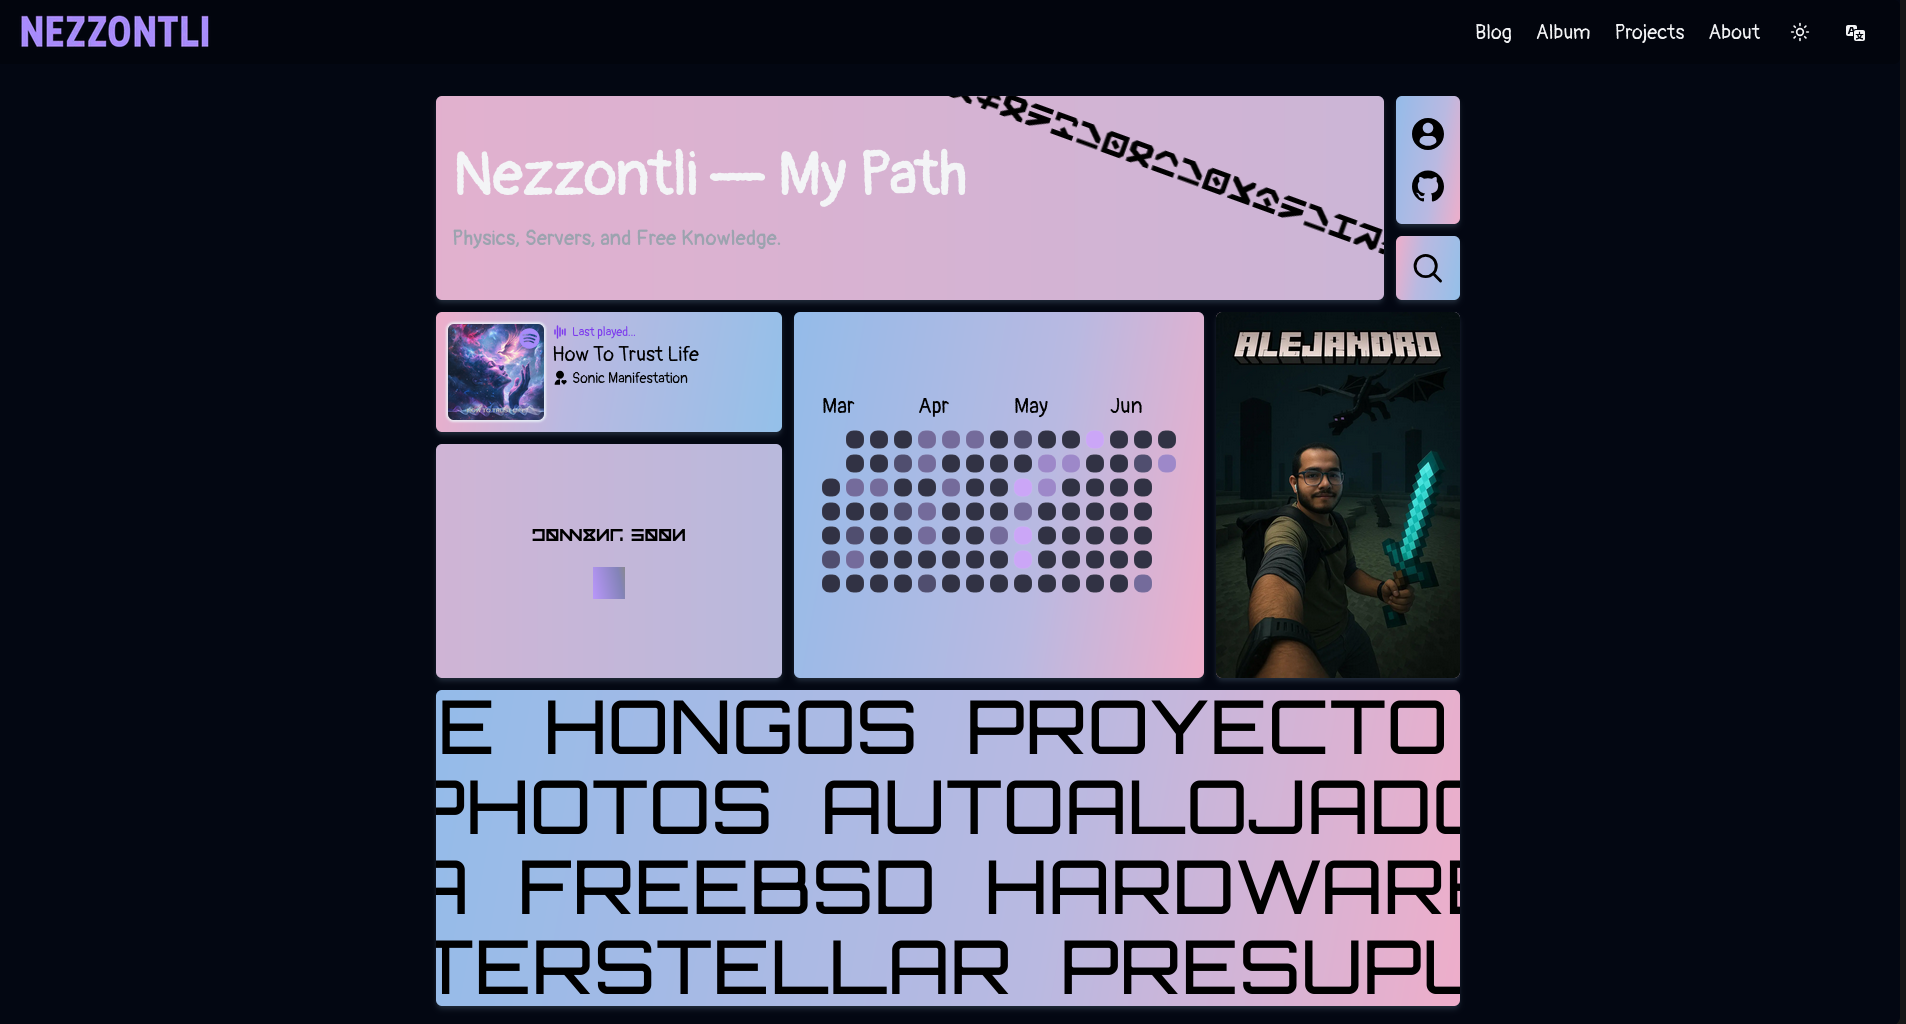 NEZZONTLI
Blog Album Projects About
Nezzontli — My Path
Physics, Servers, and Free Knowledge.
Last played...
How To Trust Life
Sonic Manifestation
SOON
Mar Apr May Jun
ALEJANDRO
E HONGOS PROYECTO
PHOTOS AUTOALOJADO
A FREEBSD HARDWARE
TERSTELLAR PRESUPU